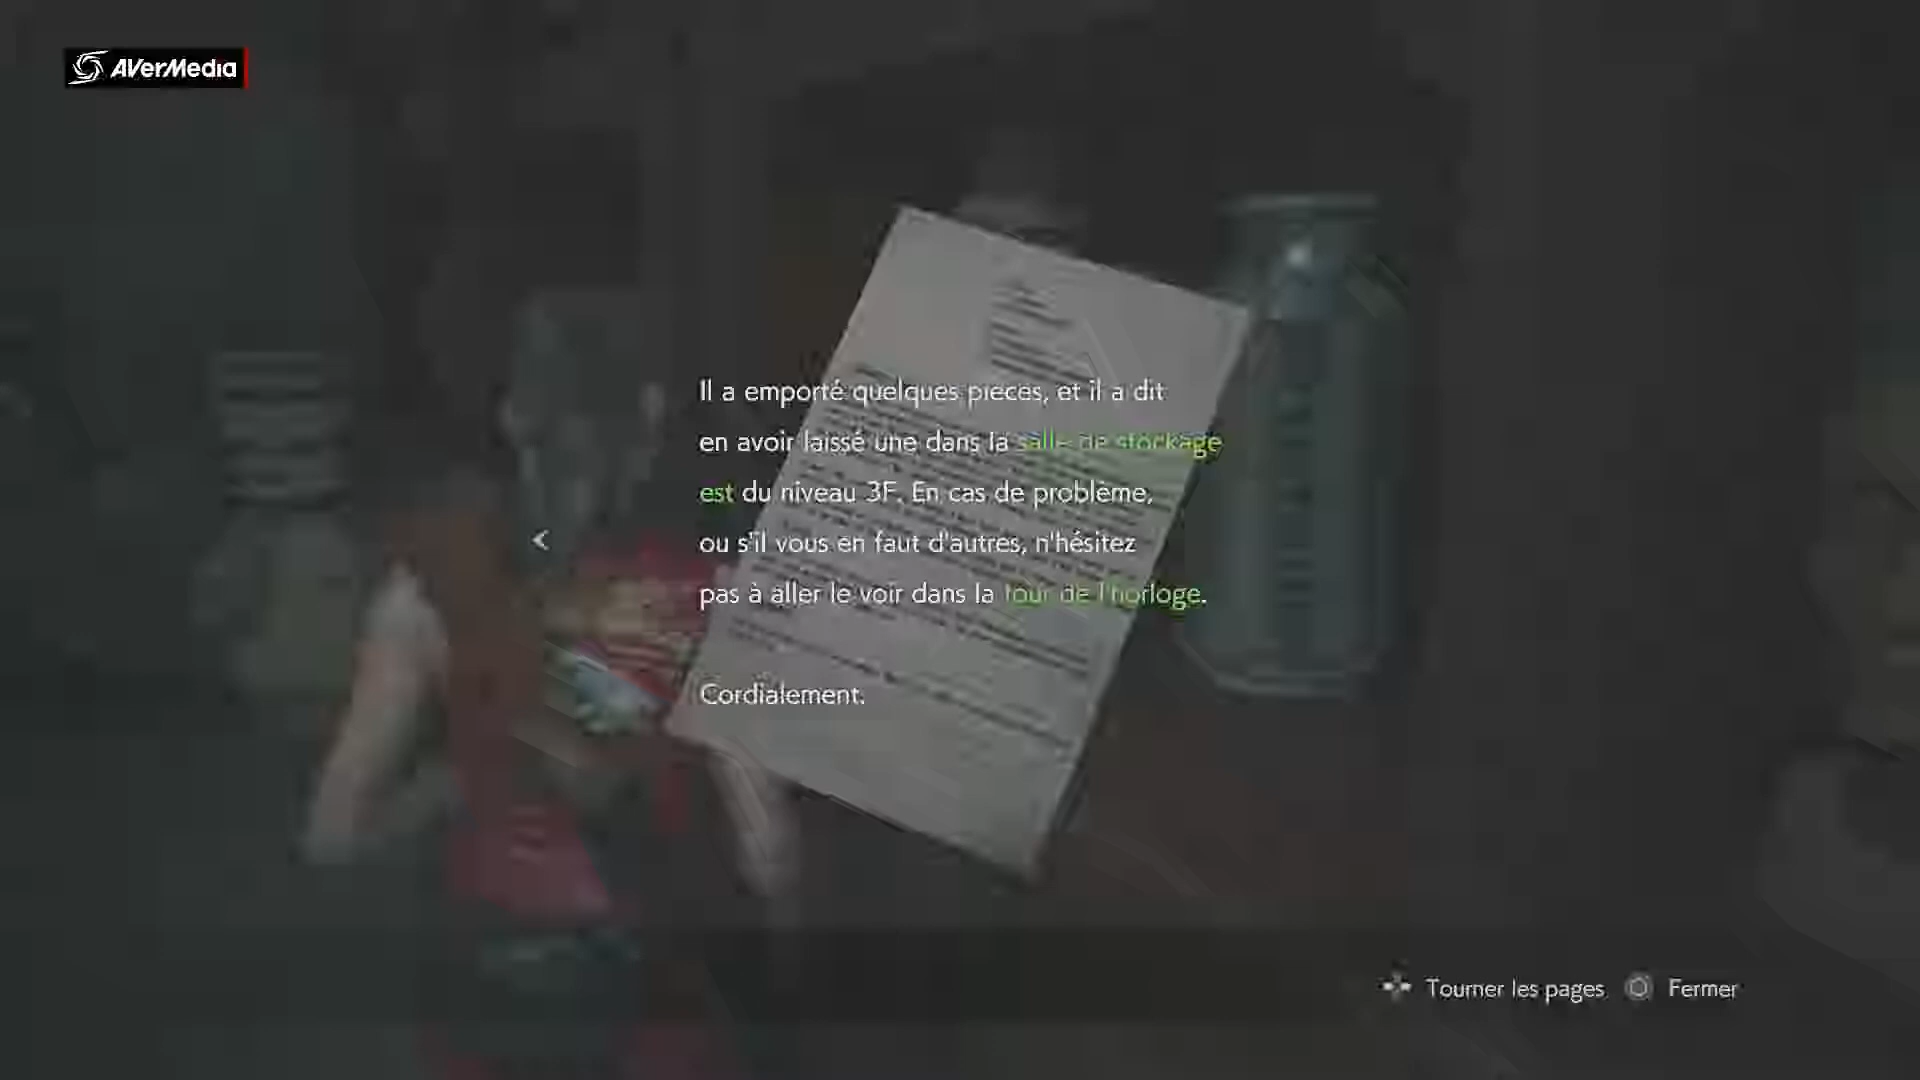 AVerMedia
Il a emporté quelques pièces, et il a dit
en avoir laissé une dans la salle de stockage
est du niveau 3F. En cas de problème,
ou s'il vous en faut d'autres, n'hésitez
pas à aller le voir dans la tour de l'horloge.
Cordialement.
Tourner les pages
Fermer